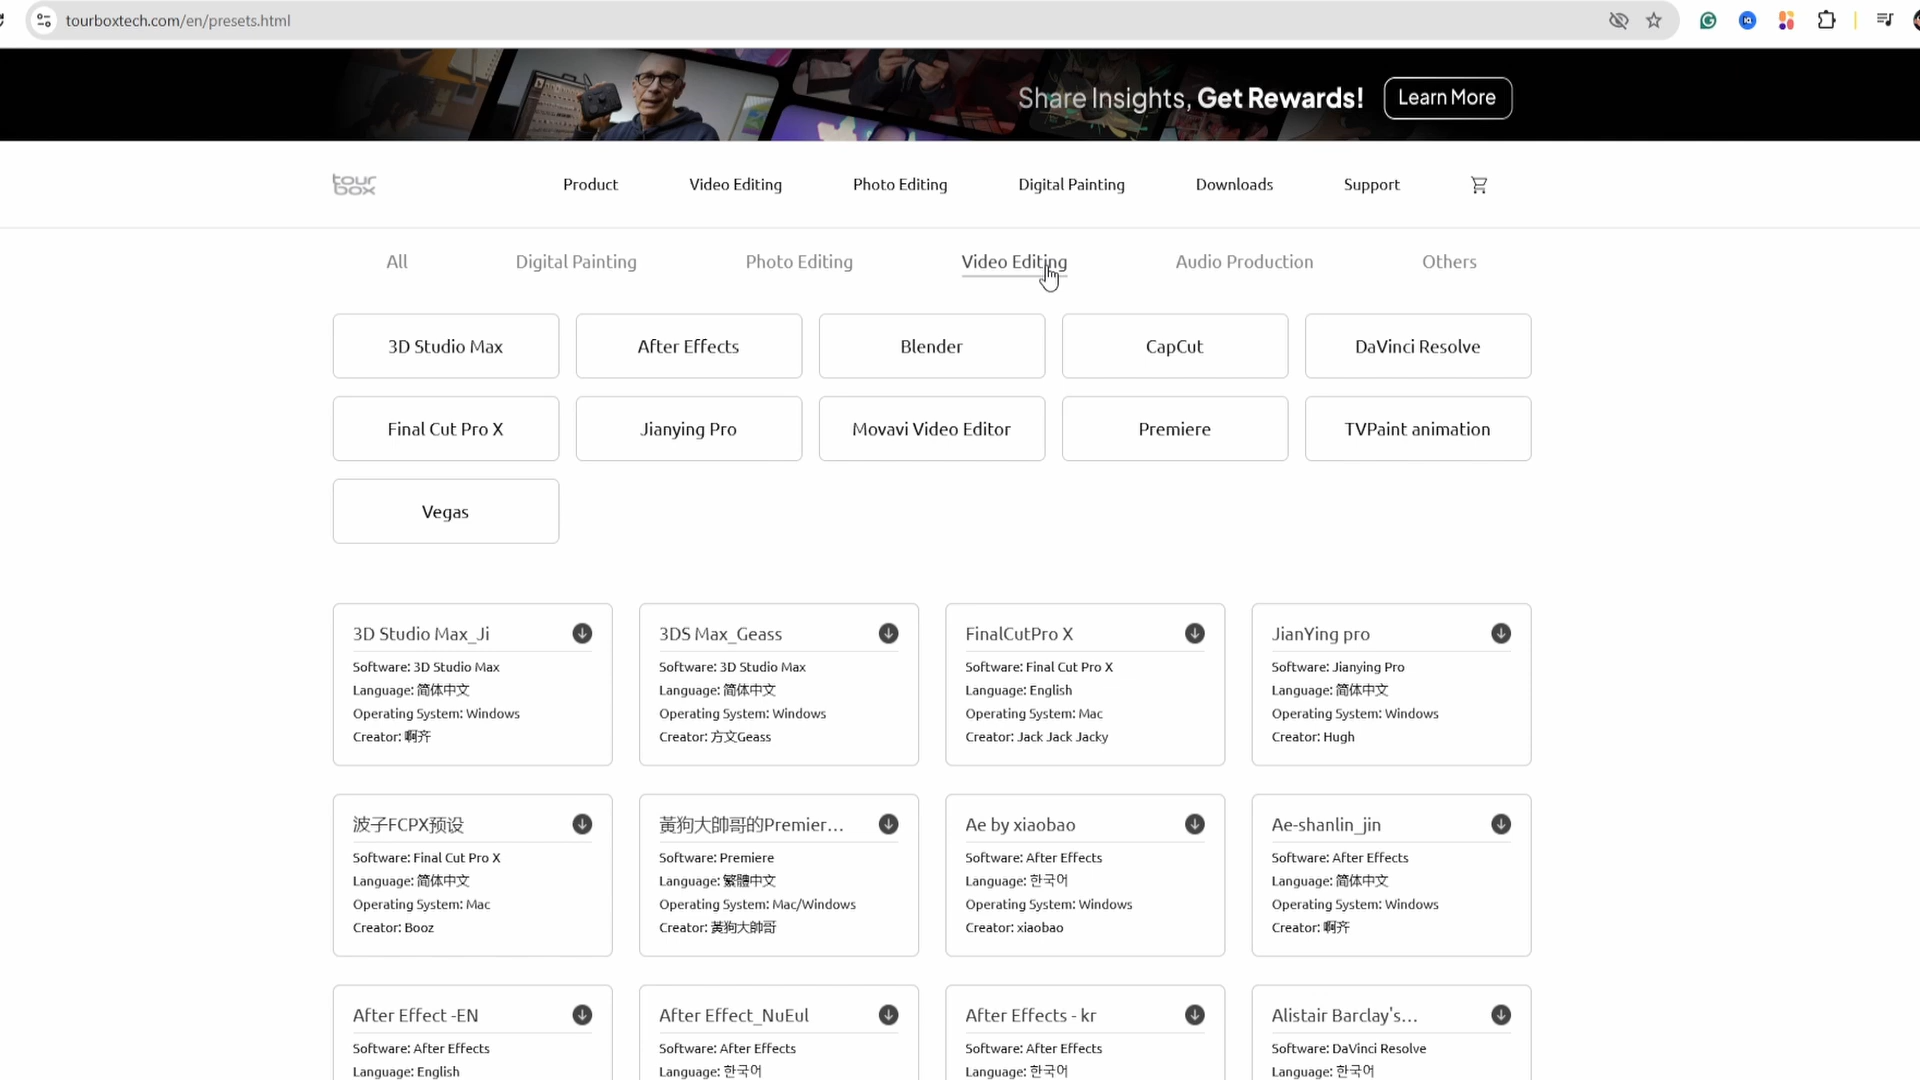 tourboxtech.com/en/presets.html
Share Insights, Get Rewards!
Learn More
tour
box
Product
Video Editing
Photo Editing
Digital Painting
Downloads
Support
All
Digital Painting
Photo Editing
Video Editing
Audio Production
Others
3D Studio Max
After Effects
Blender
CapCut
DaVinci Resolve
Final Cut Pro X
Jianying Pro
Movavi Video Editor
Premiere
TVPaint animation
Vegas
3D Studio Max_Ji
Software: 3D Studio Max
Language: 简体中文
Operating System: Windows
Creator: 啊齐
3DS Max_Geass
Software: 3D Studio Max
Language: 简体中文
Operating System: Windows
Creator: 方文Geass
FinalCutPro X
Software: Final Cut Pro X
Language: English
Operating System: Mac
Creator: Jack Jack Jacky
JianYing pro
Software: Jianying Pro
Language: 简体中文
Operating System: Windows
Creator: Hugh
波子FCPX预设
Software: Final Cut Pro X
Language: 简体中文
Operating System: Mac
Creator: Booz
黃狗大帥哥的Premier...
Software: Premiere
Language: 繁體中文
Operating System: Mac/Windows
Creator: 黃狗大帥哥
Ae by xiaobao
Software: After Effects
Language: 한국어
Operating System: Windows
Creator: xiaobao
Ae-shanlin_jin
Software: After Effects
Language: 简体中文
Operating System: Windows
Creator: 啊齐
After Effect -EN
Software: After Effects
Language: English
After Effect_NuEul
Software: After Effects
Language: 한국어
After Effects - kr
Software: After Effects
Language: 한국어
Alistair Barclay's...
Software: DaVinci Resolve
Language: 한국어